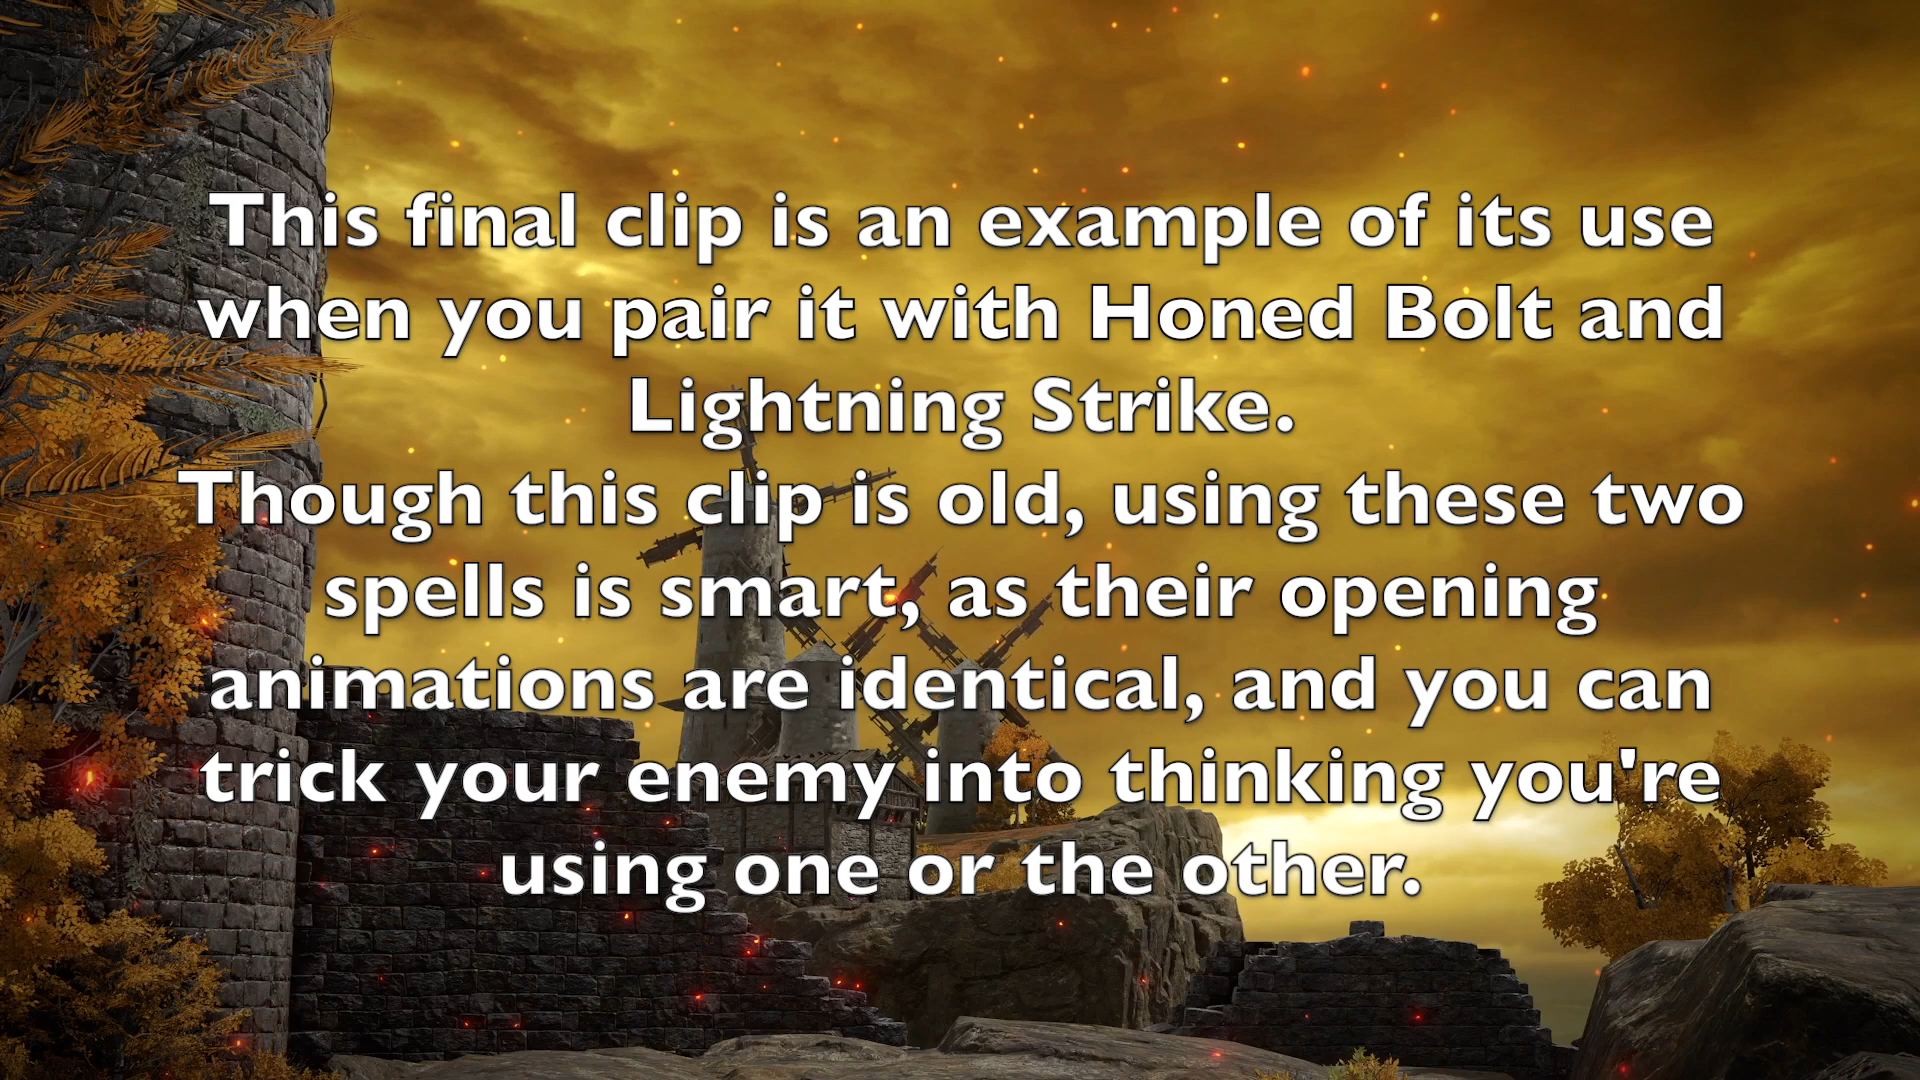 This final clip is an example of its use
when you pair it with Honed Bolt and
Lightning Strike.
Though this clip is old, using these two
spells is smart, as their opening
animations are identical, and you can
trick your enemy into thinking you're
using one or the other.